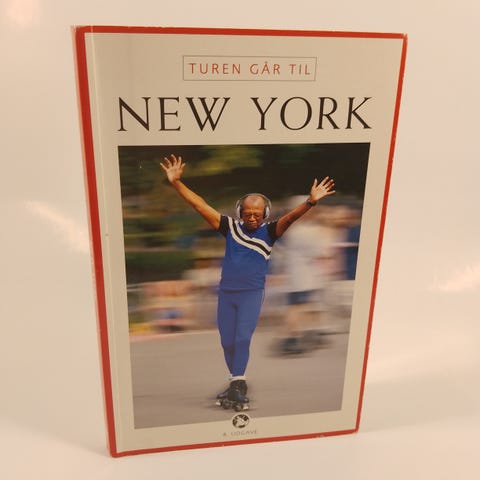 TUREN GÅR TIL
NEW YORK
8. UDGAVE